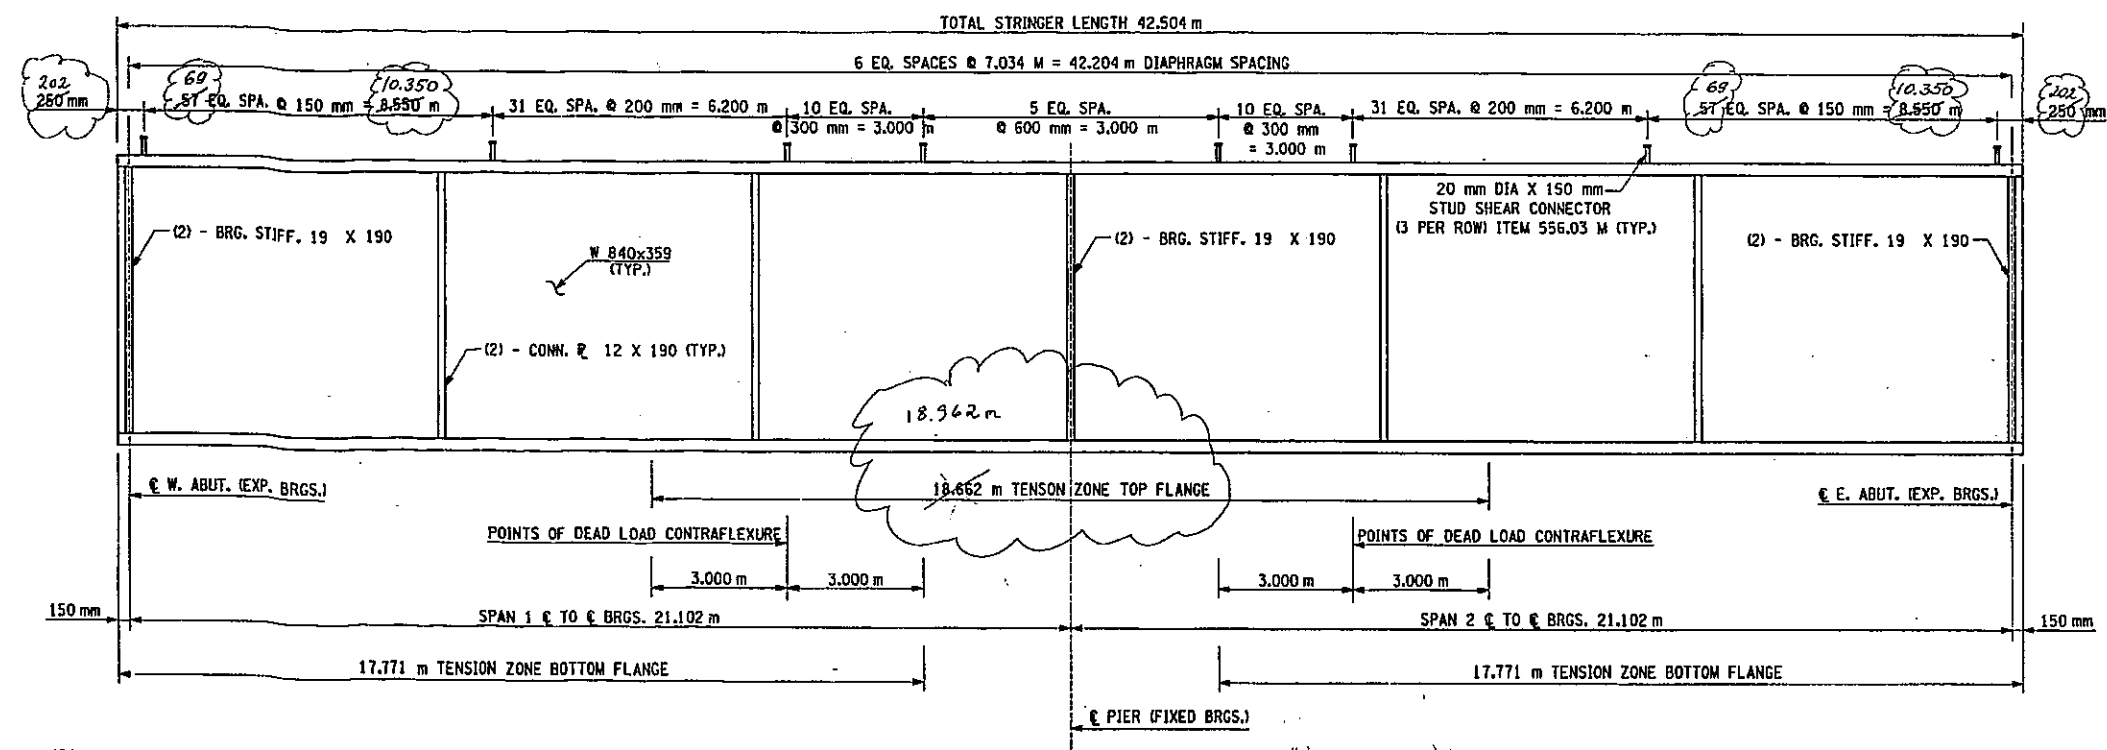 TOTAL STRINGER LENGTH 42.504 m
6 EQ. SPACES @ 7.034 M = 42.204 m DIAPHRAGM SPACING
202
250 mm
69
57 EQ. SPA. @ 150 mm = 8.550 m
10.350
31 EQ. SPA. @ 200 mm = 6.200 m
10 EQ. SPA.
@ 300 mm = 3.000 m
5 EQ. SPA.
@ 600 mm = 3.000 m
10 EQ. SPA.
@ 300 mm
= 3.000 m
31 EQ. SPA. @ 200 mm = 6.200 m
69
57 EQ. SPA. @ 150 mm = 8.550 m
10.350
202
250 mm
20 mm DIA X 150 mm
STUD SHEAR CONNECTOR
(3 PER ROW) ITEM 556.03 M (TYP.)
(2) - BRG. STIFF. 19 X 190
W 840x359
(TYP.)
(2) - BRG. STIFF. 19 X 190
(2) - BRG. STIFF. 19 X 190
(2) - CONN. ⅊ 12 X 190 (TYP.)
18.962 m
18.662 m TENSON ZONE TOP FLANGE
℄ W. ABUT. (EXP. BRGS.)
℄ E. ABUT. (EXP. BRGS.)
POINTS OF DEAD LOAD CONTRAFLEXURE
POINTS OF DEAD LOAD CONTRAFLEXURE
3.000 m
3.000 m
3.000 m
3.000 m
150 mm
SPAN 1 ℄ TO ℄ BRGS. 21.102 m
SPAN 2 ℄ TO ℄ BRGS. 21.102 m
150 mm
17.771 m TENSION ZONE BOTTOM FLANGE
17.771 m TENSION ZONE BOTTOM FLANGE
℄ PIER (FIXED BRGS.)